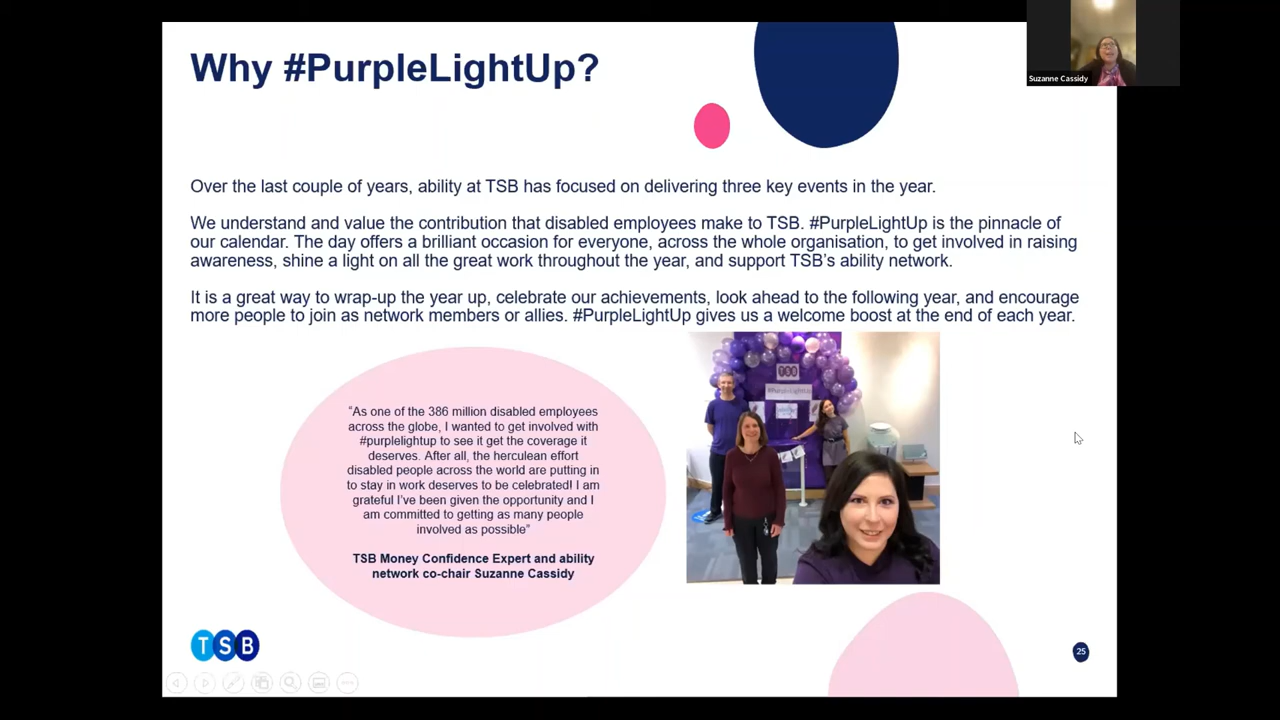 Why #PurpleLightUp?
Suzanne Cassidy
Over the last couple of years, ability at TSB has focused on delivering three key events in the year.
We understand and value the contribution that disabled employees make to TSB. #PurpleLightUp is the pinnacle of
our calendar. The day offers a brilliant occasion for everyone, across the whole organisation, to get involved in raising
awareness, shine a light on all the great work throughout the year, and support TSB's ability network.
It is a great way to wrap-up the year up, celebrate our achievements, look ahead to the following year, and encourage
more people to join as network members or allies. #PurpleLightUp gives us a welcome boost at the end of each year.
"As one of the 386 million disabled employees
across the globe, I wanted to get involved with
#purplelightup to see it get the coverage it
deserves. After all, the herculean effort
disabled people across the world are putting in
to stay in work deserves to be celebrated! I am
grateful I've been given the opportunity and I
am committed to getting as many people
involved as possible"
TSB Money Confidence Expert and ability
network co-chair Suzanne Cassidy
TSB
#PurpleLightUp
TSB
25